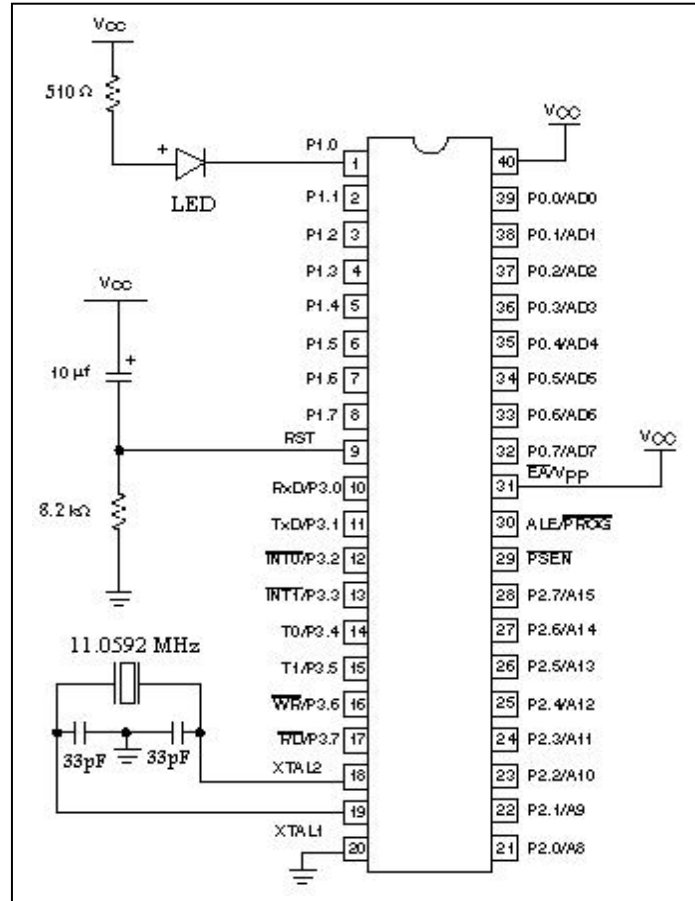 VCC
510 Ω
P1.0
+
LED
1
P1.1 2
P1.2 3
P1.3 4
P1.4 5
P1.5 6
P1.6 7
P1.7 8
VCC
+
10 µf
RST
9
8.2 kΩ
RxD/P3.0 10
TxD/P3.1 11
INT0/P3.2 12
INT1/P3.3 13
T0/P3.4 14
T1/P3.5 15
WR/P3.6 16
RD/P3.7 17
11.0592 MHz
33pF 33pF
XTAL2
18
19
XTAL1
20
VCC
40
39 P0.0/AD0
38 P0.1/AD1
37 P0.2/AD2
36 P0.3/AD3
35 P0.4/AD4
34 P0.5/AD5
33 P0.6/AD6
32 P0.7/AD7
VCC
EA/VPP
31
30 ALE/PROG
29 PSEN
28 P2.7/A15
27 P2.6/A14
26 P2.5/A13
25 P2.4/A12
24 P2.3/A11
23 P2.2/A10
22 P2.1/A9
21 P2.0/A8